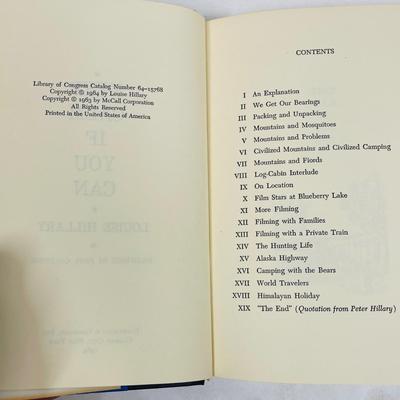 Library of Congress Catalog Number 64-15768
Copyright © 1964 by Louise Hillary
Copyright © 1963 by McCall Corporation
All Rights Reserved
Printed in the United States of America
IF
YOU
CAN
LOUISE HILLARY
CONTENTS
I An Explanation
II We Get Our Bearings
III Packing and Unpacking
IV Mountains and Mosquitoes
V Mountains and Problems
VI Civilized Mountains and Civilized Camping
VII Mountains and Fiords
VIII Log-Cabin Interlude
IX On Location
X Film Stars at Blueberry Lake
XI More Filming
XII Filming with Families
XIII Filming with a Private Train
XIV The Hunting Life
XV Alaska Highway
XVI Camping with the Bears
XVII World Travelers
XVIII Himalayan Holiday
XIX "The End" (Quotation from Peter Hillary)